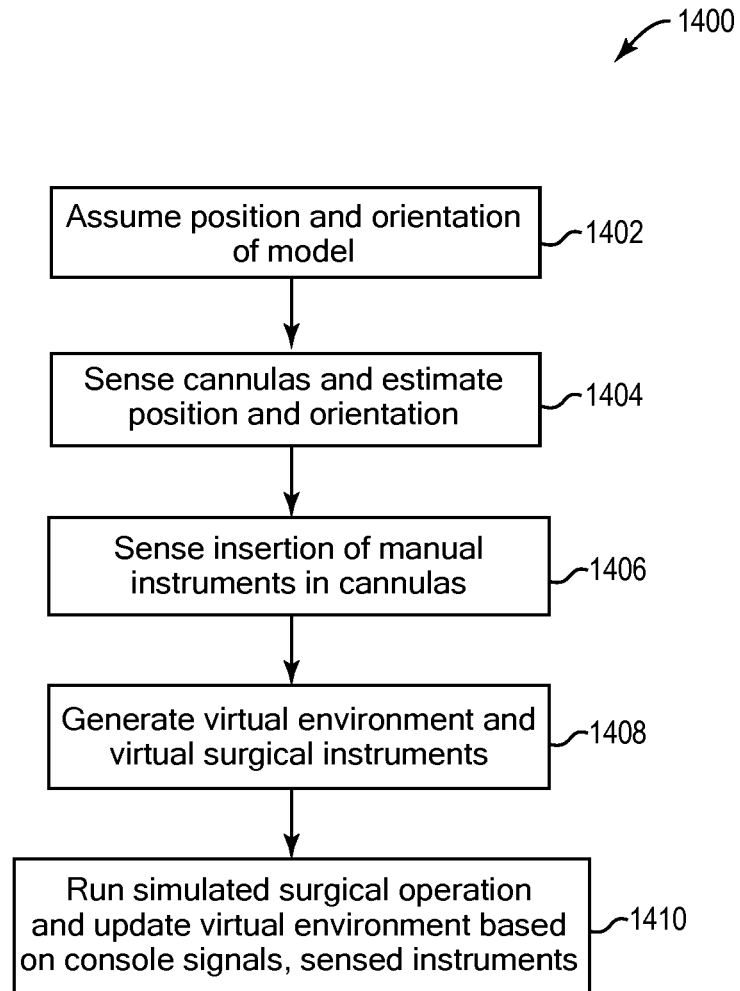 1400
Assume position and orientation
of model
1402
Sense cannulas and estimate
position and orientation
1404
Sense insertion of manual
instruments in cannulas
1406
Generate virtual environment and
virtual surgical instruments
1408
Run simulated surgical operation
and update virtual environment based
on console signals, sensed instruments
1410